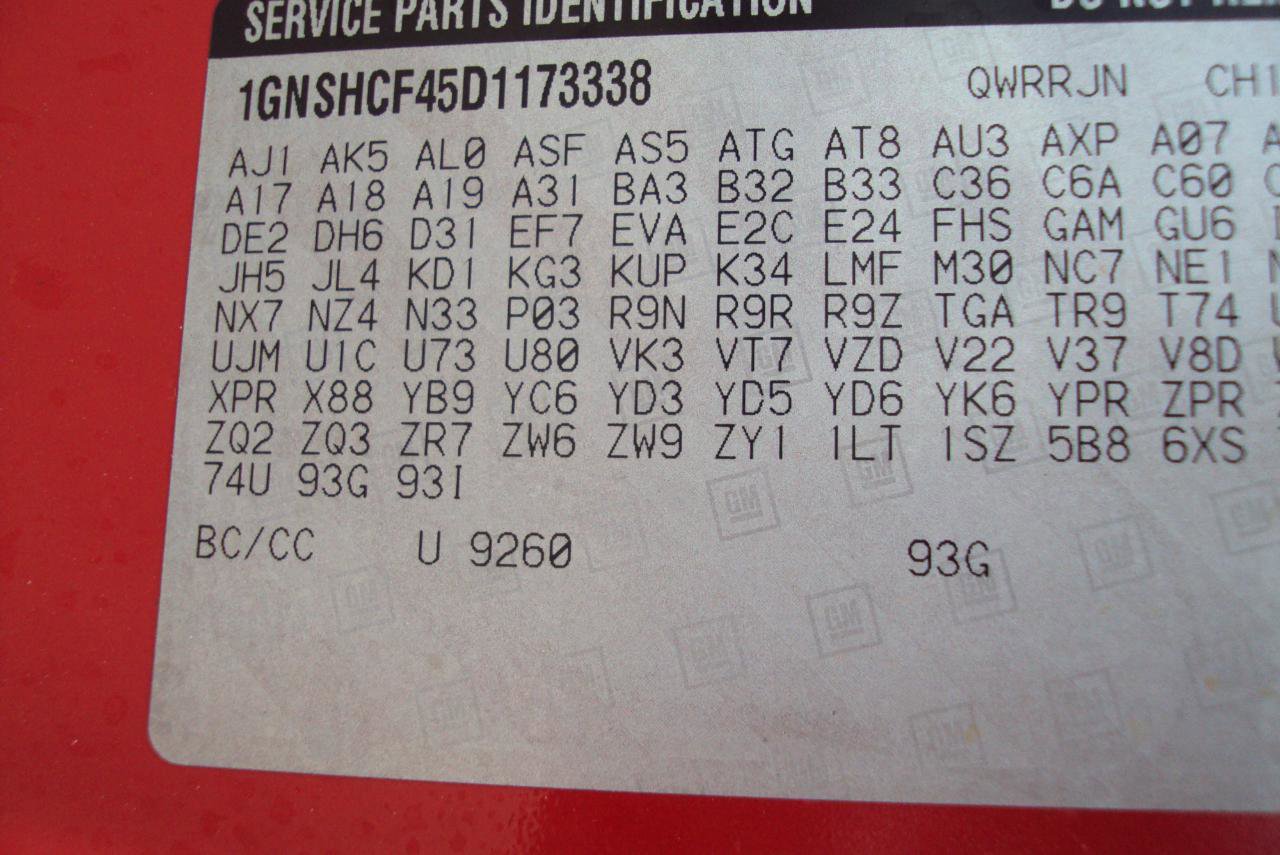 SERVICE PARTS IDENTIFICATION DO NOT
1GNSHCF45D1173338 QWRRJN CH1
AJ1 AK5 AL0 ASF AS5 ATG AT8 AU3 AXP A07 A
A17 A18 A19 A31 BA3 B32 B33 C36 C6A C60 C
DE2 DH6 D31 EF7 EVA E2C E24 FHS GAM GU6
JH5 JL4 KD1 KG3 KUP K34 LMF M30 NC7 NE1 N
NX7 NZ4 N33 P03 R9N R9R R9Z TGA TR9 T74 U
UJM U1C U73 U80 VK3 VT7 VZD V22 V37 V8D
XPR X88 YB9 YC6 YD3 YD5 YD6 YK6 YPR ZPR
ZQ2 ZQ3 ZR7 ZW6 ZW9 ZY1 1LT 1SZ 5B8 6XS
74U 93G 93I
BC/CC U 9260 93G